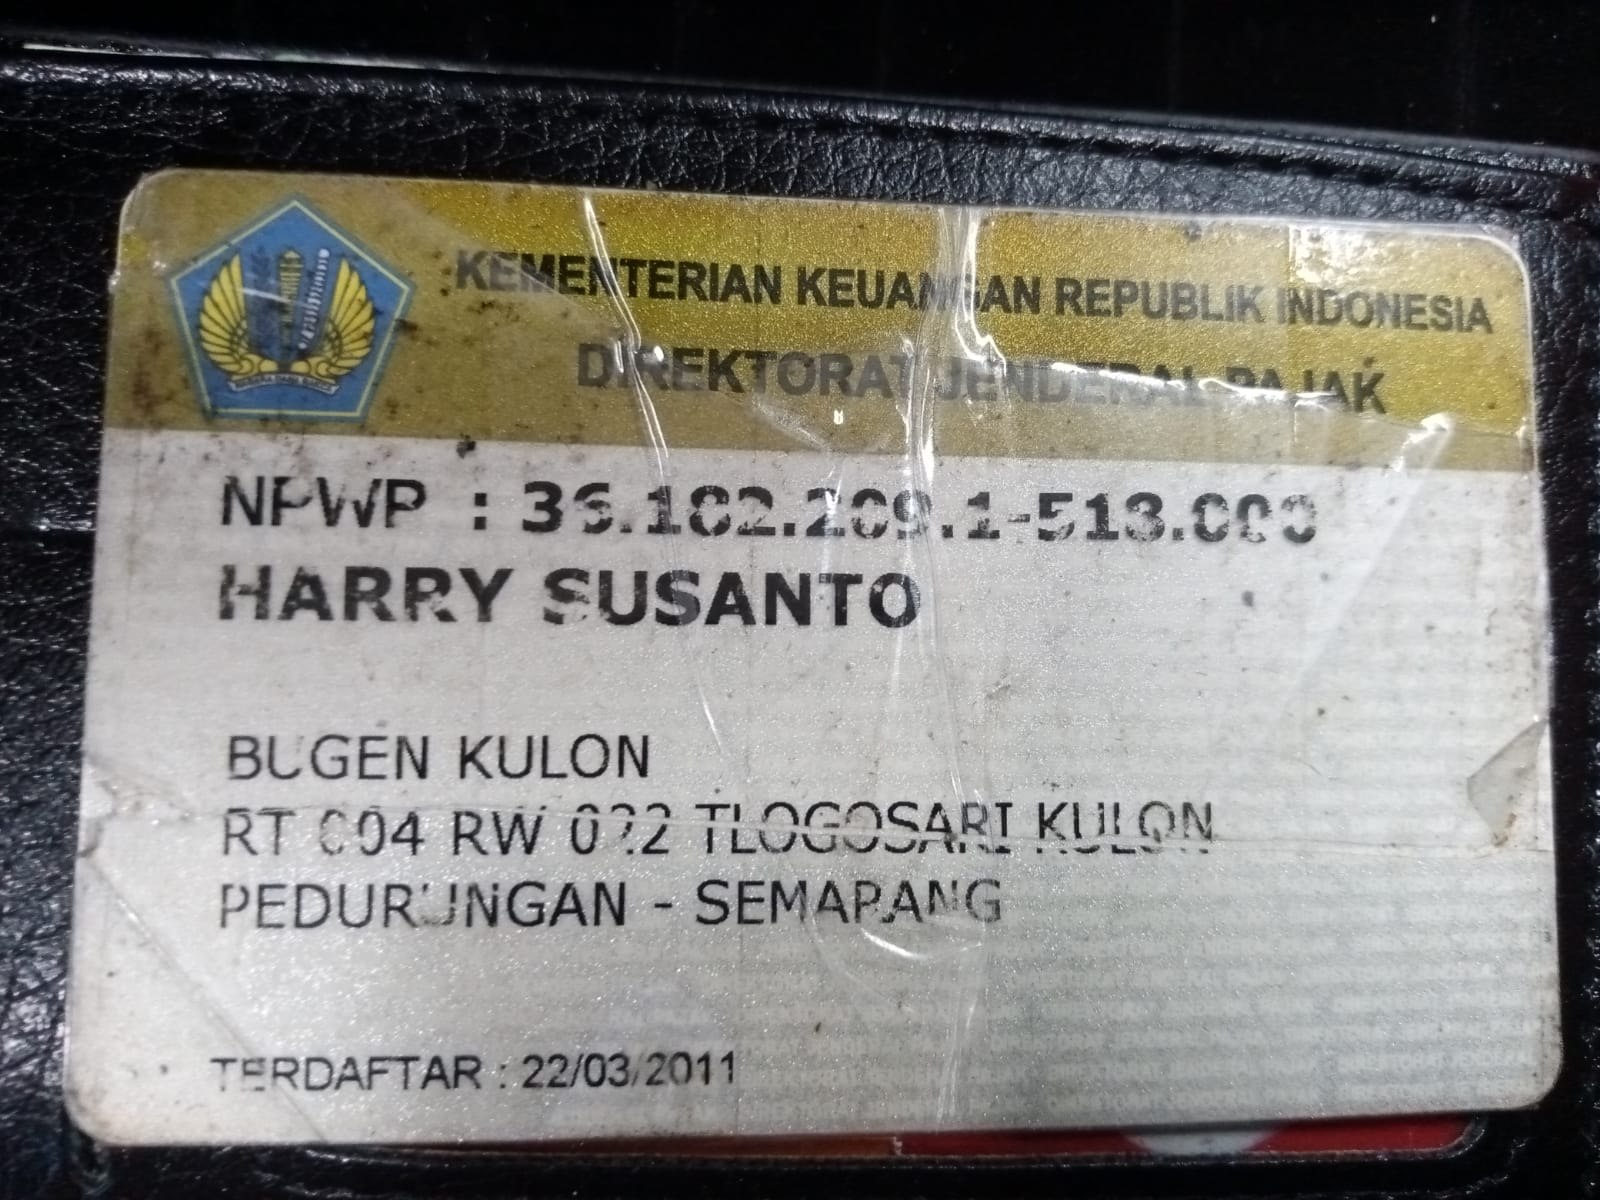 KEMENTERIAN KEUANGAN REPUBLIK INDONESIA
DIREKTORAT JENDERAL PAJAK
NPWP : 36.182.209.1-518.000
HARRY SUSANTO
BUGEN KULON
RT 004 RW 022 TLOGOSARI KULON
PEDURUNGAN - SEMARANG
TERDAFTAR : 22/03/2011